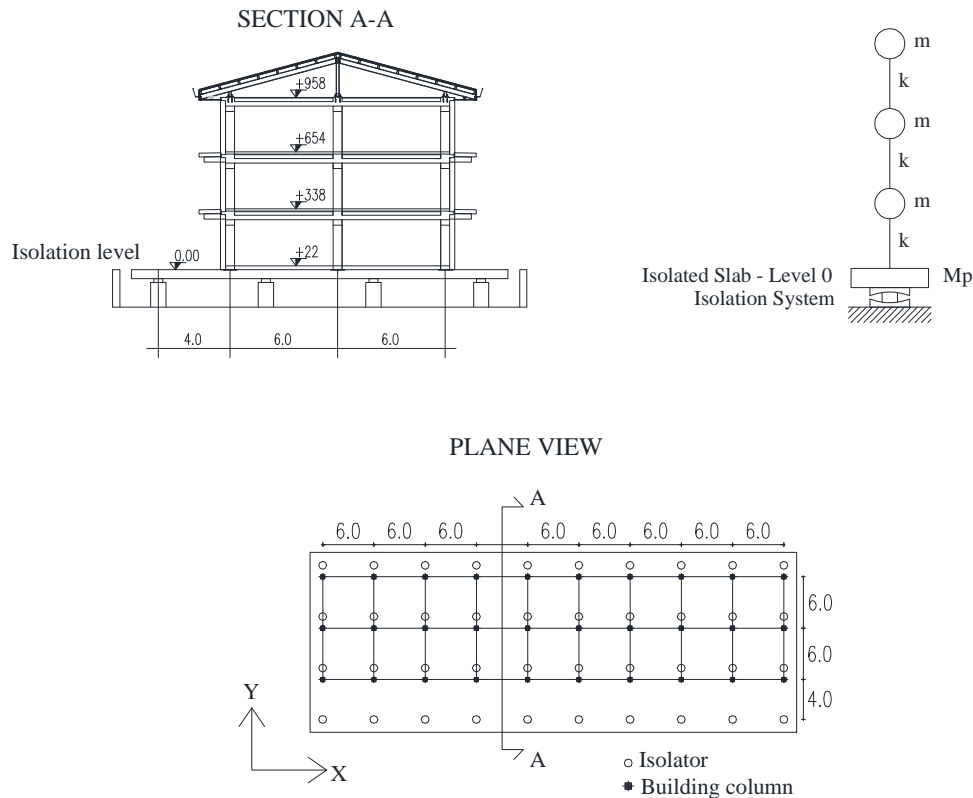 SECTION A-A
+958
+654
+338
Isolation level
0.00
+22
4.0 6.0 6.0
m
k
m
k
m
k
Isolated Slab - Level 0
Mp
Isolation System
PLANE VIEW
A
6.0 6.0 6.0 6.0 6.0 6.0 6.0 6.0
6.0
6.0
4.0
Y
X
A
Isolator
Building column